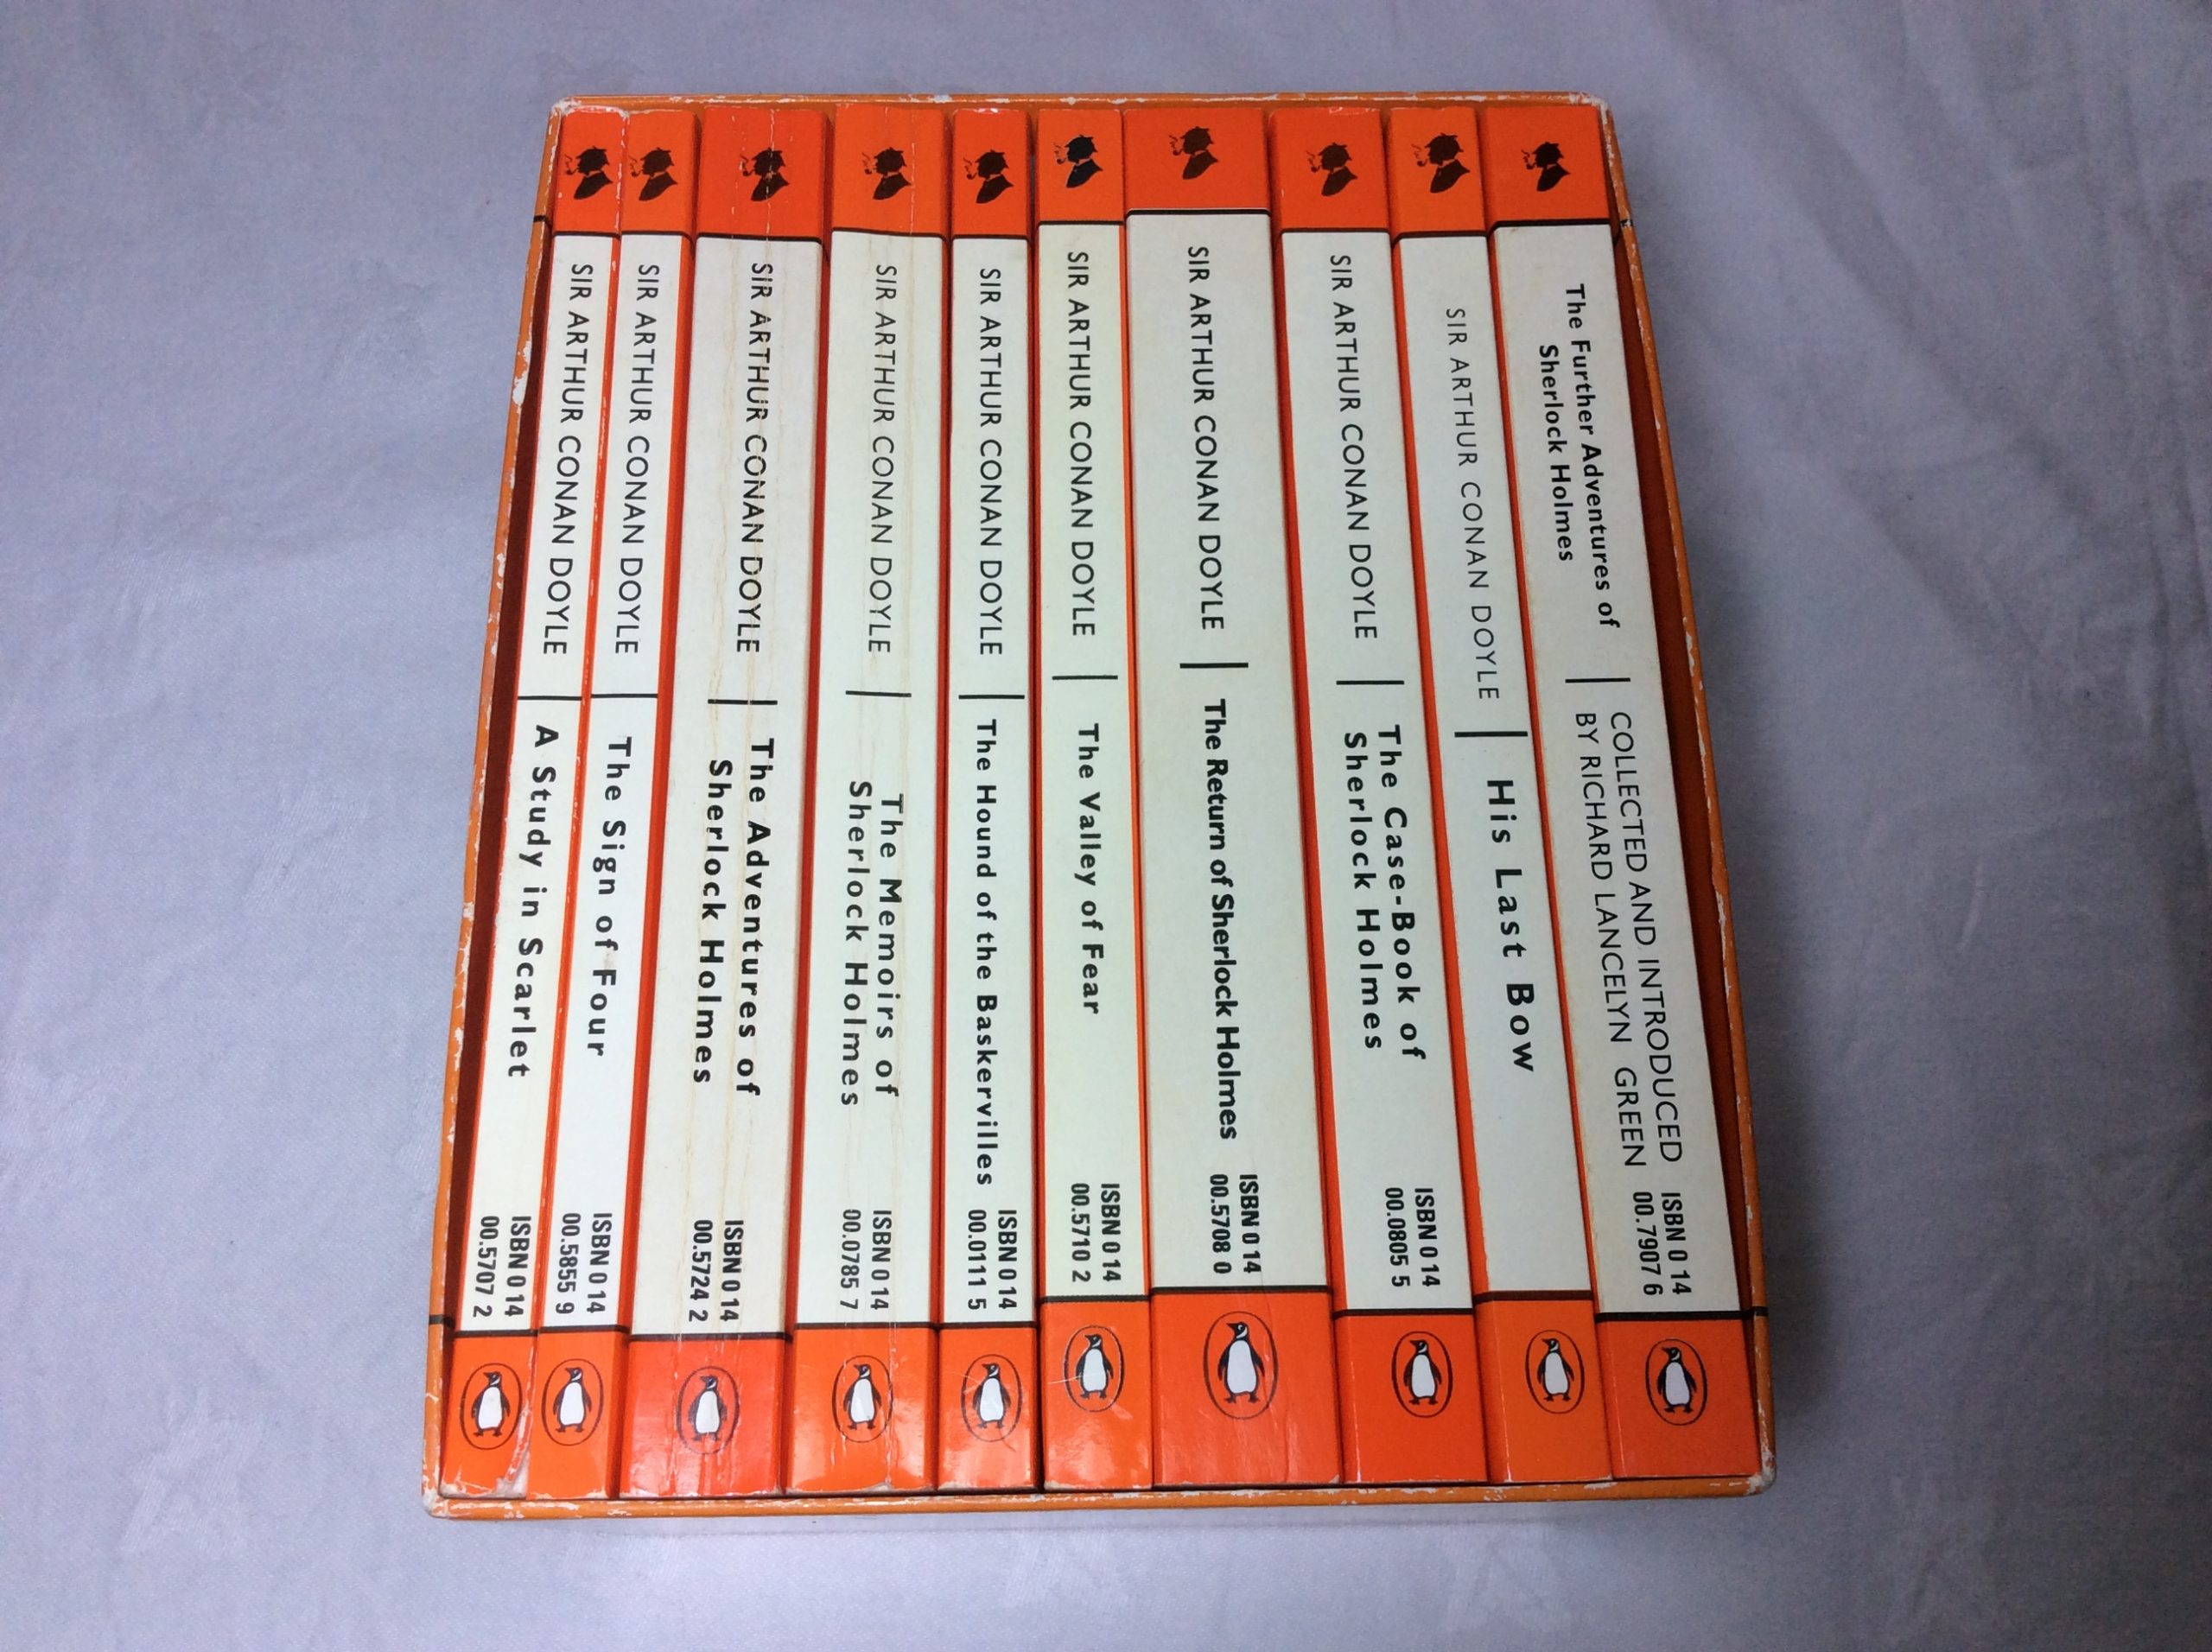 SIR ARTHUR CONAN DOYLE
A Study in Scarlet
ISBN 0 14
00.5707 2
SIR ARTHUR CONAN DOYLE
The Sign of Four
ISBN 0 14
00.5855 9
SIR ARTHUR CONAN DOYLE
The Adventures of
Sherlock Holmes
ISBN 0 14
00.5724 2
SIR ARTHUR CONAN DOYLE
The Memoirs of
Sherlock Holmes
ISBN 0 14
00.0785 7
SIR ARTHUR CONAN DOYLE
The Hound of the Baskervilles
ISBN 0 14
00.0111 5
SIR ARTHUR CONAN DOYLE
The Valley of Fear
ISBN 0 14
00.5710 2
SIR ARTHUR CONAN DOYLE
The Return of Sherlock Holmes
ISBN 0 14
00.5708 0
SIR ARTHUR CONAN DOYLE
The Case-Book of
Sherlock Holmes
ISBN 0 14
00.0805 5
SIR ARTHUR CONAN DOYLE
His Last Bow
The Further Adventures of
Sherlock Holmes
COLLECTED AND INTRODUCED
BY RICHARD LANCELYN GREEN
ISBN 0 14
00.7907 6